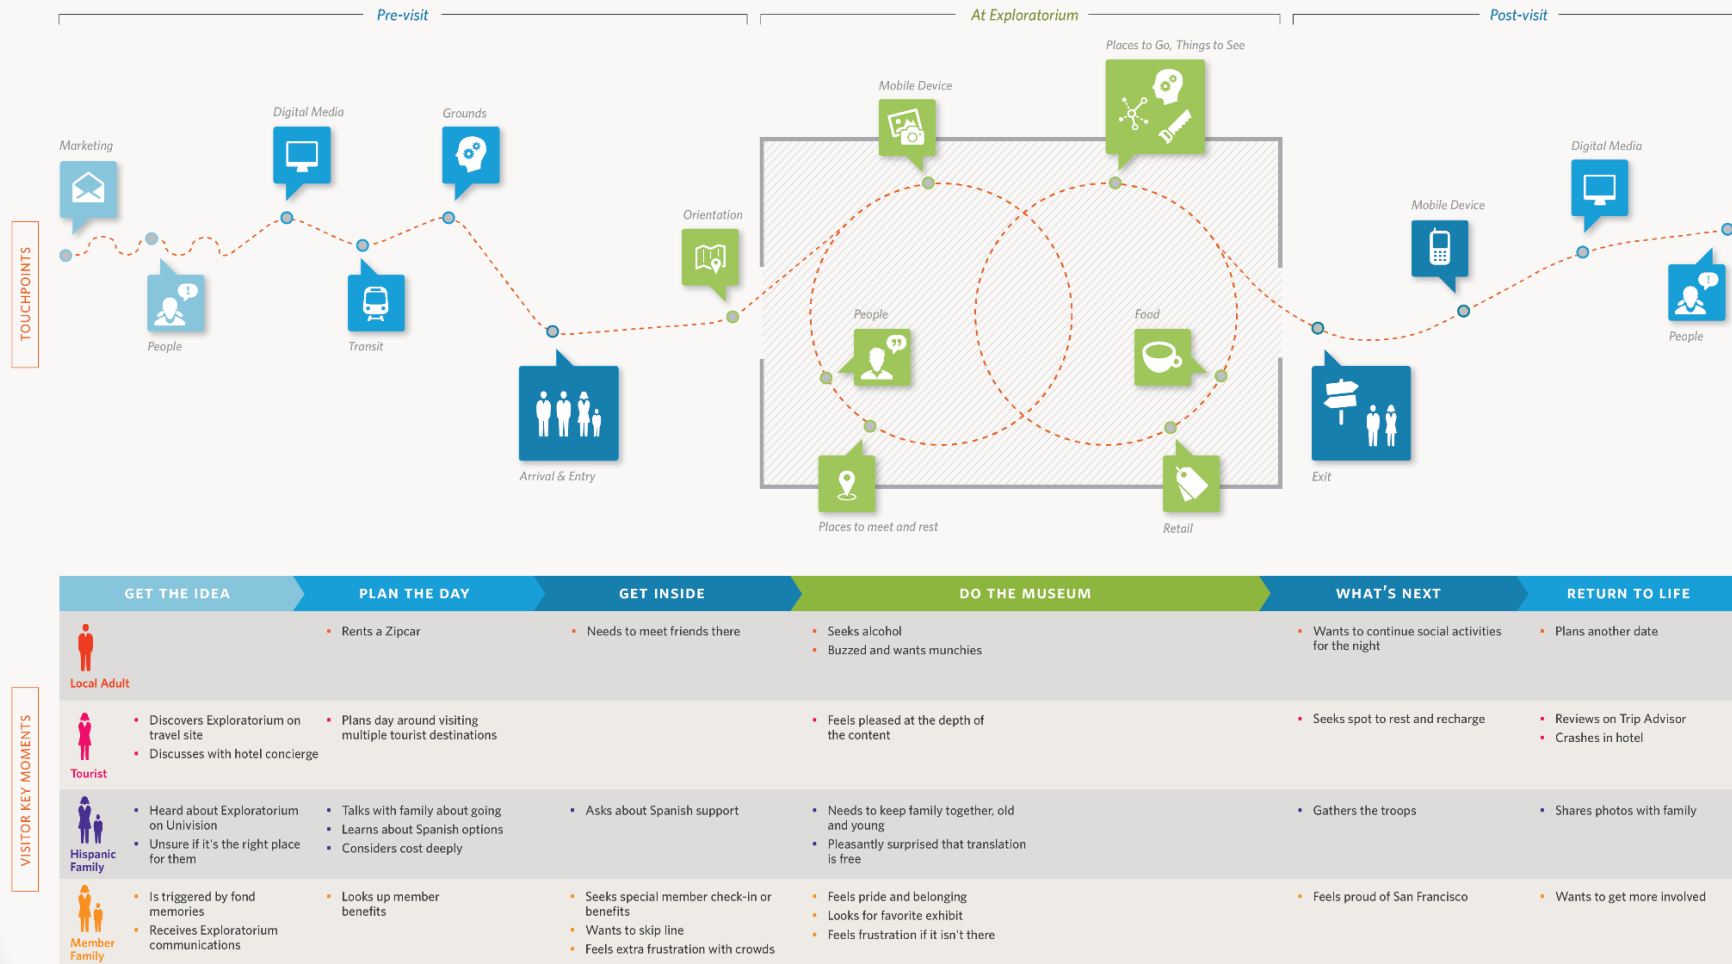 Pre-visit
At Exploratorium
Post-visit
Places to Go, Things to See
Mobile Device
Digital Media
Grounds
Marketing
Digital Media
Mobile Device
Orientation
TOUCHPOINTS
People
Food
People
Transit
People
Arrival & Entry
Exit
Places to meet and rest
Retail
GET THE IDEA
PLAN THE DAY
GET INSIDE
DO THE MUSEUM
WHAT'S NEXT
RETURN TO LIFE
VISITOR KEY MOMENTS
Local Adult
• Rents a Zipcar
• Needs to meet friends there
• Seeks alcohol
• Buzzed and wants munchies
• Wants to continue social activities
for the night
• Plans another date
Tourist
• Discovers Exploratorium on
travel site
• Discusses with hotel concierge
• Plans day around visiting
multiple tourist destinations
• Feels pleased at the depth of
the content
• Seeks spot to rest and recharge
• Reviews on Trip Advisor
• Crashes in hotel
Hispanic
Family
• Heard about Exploratorium
on Univision
• Unsure if it's the right place
for them
• Talks with family about going
• Learns about Spanish options
• Considers cost deeply
• Asks about Spanish support
• Needs to keep family together, old
and young
• Pleasantly surprised that translation
is free
• Gathers the troops
• Shares photos with family
Member
Family
• Is triggered by fond
memories
• Receives Exploratorium
communications
• Looks up member
benefits
• Seeks special member check-in or
benefits
• Wants to skip line
• Feels extra frustration with crowds
• Feels pride and belonging
• Looks for favorite exhibit
• Feels frustration if it isn't there
• Feels proud of San Francisco
• Wants to get more involved